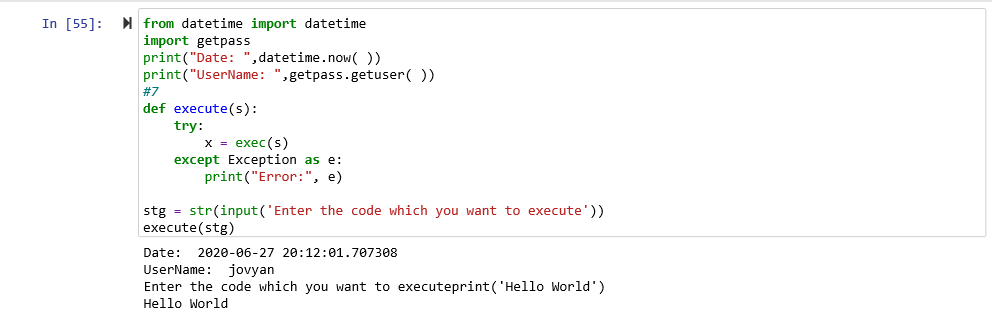 In [55]: from datetime import datetime
import getpass
print("Date: ",datetime.now( ))
print("UserName: ",getpass.getuser( ))
#7
def execute(s):
    try:
        x = exec(s)
    except Exception as e:
        print("Error:", e)

stg = str(input('Enter the code which you want to execute'))
execute(stg)
Date:  2020-06-27 20:12:01.707308
UserName:  jovyan
Enter the code which you want to executeprint('Hello World')
Hello World